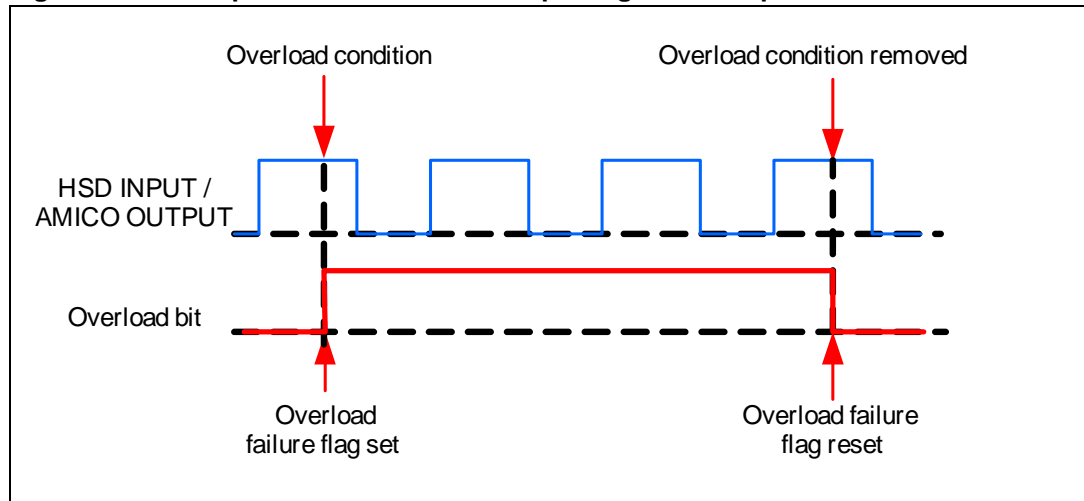 Overload condition
Overload condition removed
HSD INPUT /
AMICO OUTPUT
Overload bit
Overload
failure flag set
Overload failure
flag reset